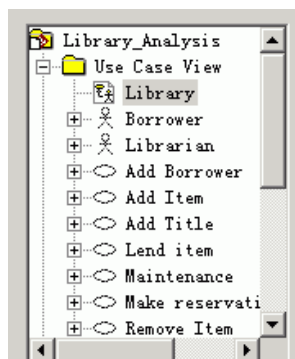 Library_Analysis
Use Case View
Library
Borrower
Librarian
Add Borrower
Add Item
Add Title
Lend item
Maintenance
Make reservati
Remove Item